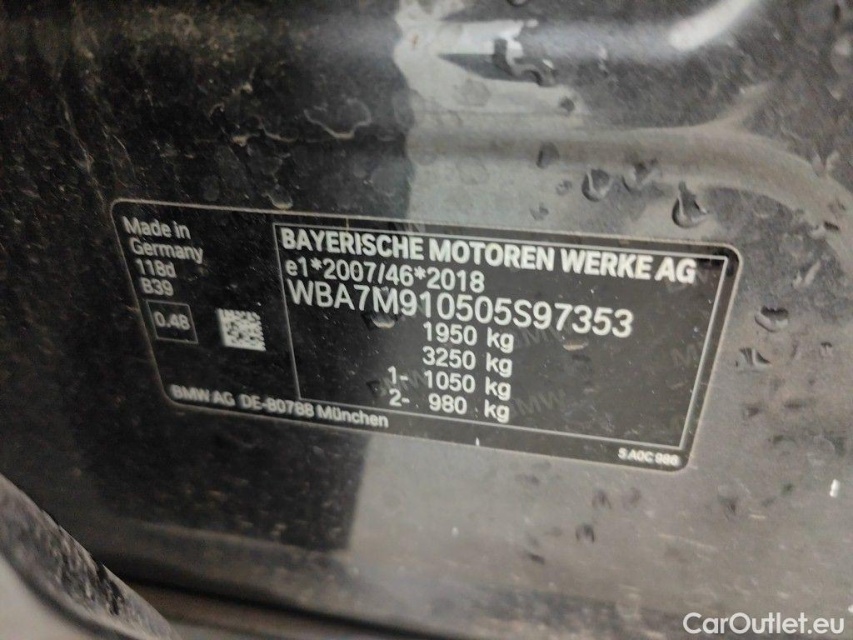 Made in
Germany
118d
B39
0.48
BAYERISCHE MOTOREN WERKE AG
e1*2007/46*2018
WBA7M910505S97353
1950 kg
3250 kg
1- 1050 kg
2- 980 kg
BMW AG DE-80788 München
CarOutlet.eu